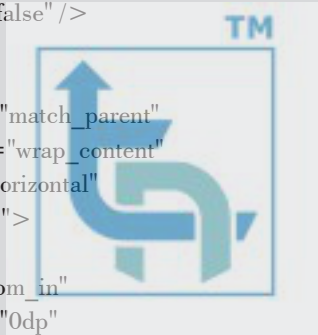 false" />
TM
"match_parent"
="wrap_content"
orizontal"
">
om_in"
"0dp"